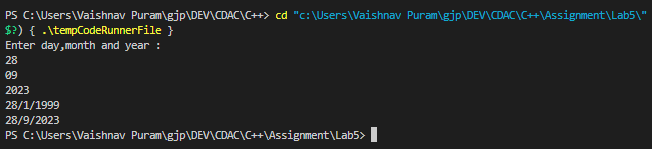 PS C:\Users\Vaishnav Puram\gjp\DEV\CDAC\C++> cd "c:\Users\Vaishnav Puram\gjp\DEV\CDAC\C++\Assignment\Lab5\"
$?) { .\tempCodeRunnerFile }
Enter day,month and year :
28
09
2023
28/1/1999
28/9/2023
PS C:\Users\Vaishnav Puram\gjp\DEV\CDAC\C++\Assignment\Lab5>